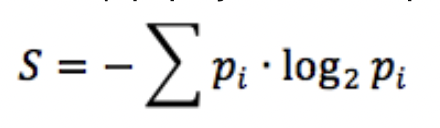 S = − ∑ pᵢ · log₂ pᵢ